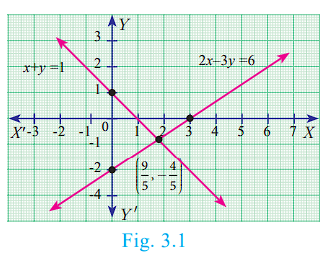 Y
3
x+y=1
2
2x–3y=6
1
X′ -3 -2 -1 0 1 2 3 4 5 6 7 X
-1
-2
(9/5, -4/5)
-4
Y′
Fig. 3.1